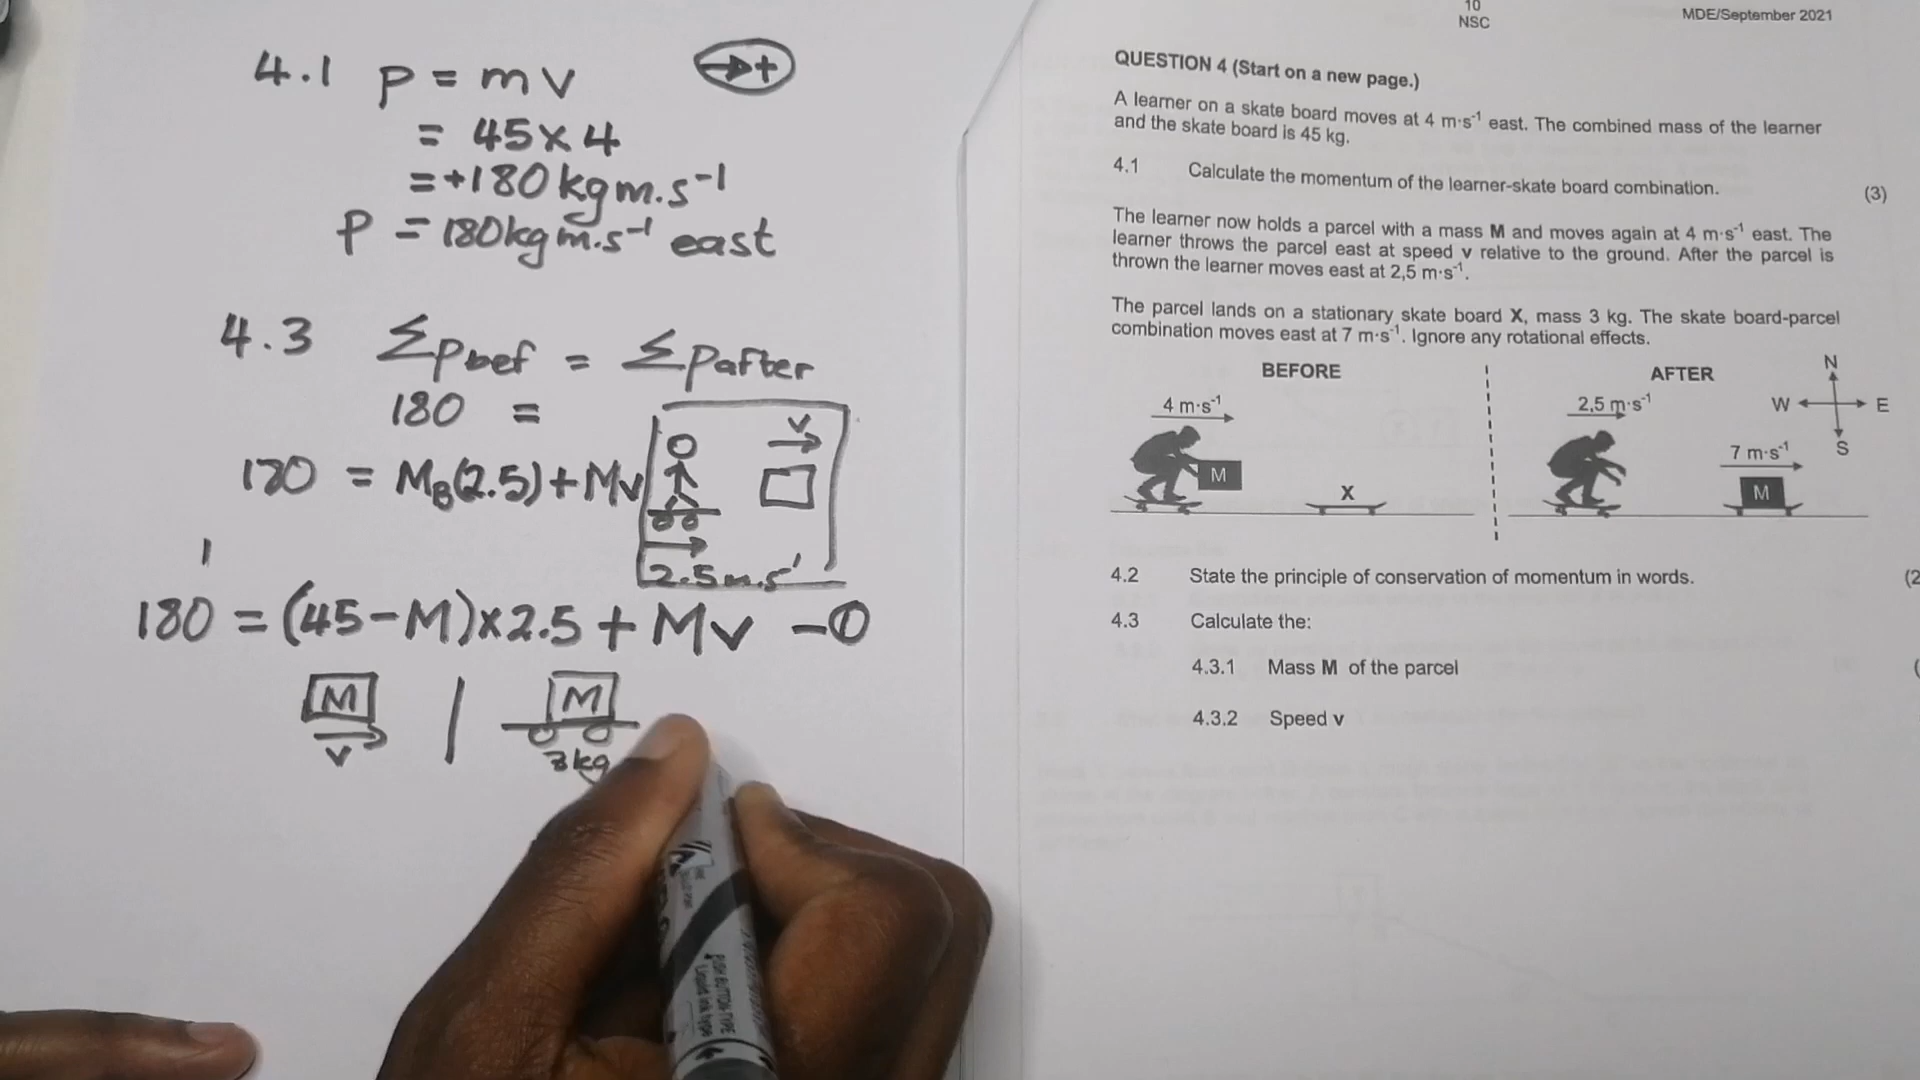 4.1 p = mv →+
= 45×4
= +180 kgm.s⁻¹
P = 180kgm.s⁻¹ east
4.3 Σpbef = Σpafter
180 =
180 = MB(2.5)+Mv
v
2.5m.s⁻¹
1
180 = (45-M)×2.5 + Mv -①
M | M
v 3kg
10
NSC
MDE/September 2021
QUESTION 4 (Start on a new page.)
A learner on a skate board moves at 4 m·s⁻¹ east. The combined mass of the learner
and the skate board is 45 kg.
4.1 Calculate the momentum of the learner-skate board combination. (3)
The learner now holds a parcel with a mass M and moves again at 4 m·s⁻¹ east. The
learner throws the parcel east at speed v relative to the ground. After the parcel is
thrown the learner moves east at 2,5 m·s⁻¹.
The parcel lands on a stationary skate board X, mass 3 kg. The skate board-parcel
combination moves east at 7 m·s⁻¹. Ignore any rotational effects.
BEFORE
AFTER
4 m·s⁻¹
M
X
2,5 m·s⁻¹
7 m·s⁻¹
M
N
W E
S
4.2 State the principle of conservation of momentum in words. (2
4.3 Calculate the:
4.3.1 Mass M of the parcel (
4.3.2 Speed v
PUSH BUTTON-TYPE
Liquid ink type